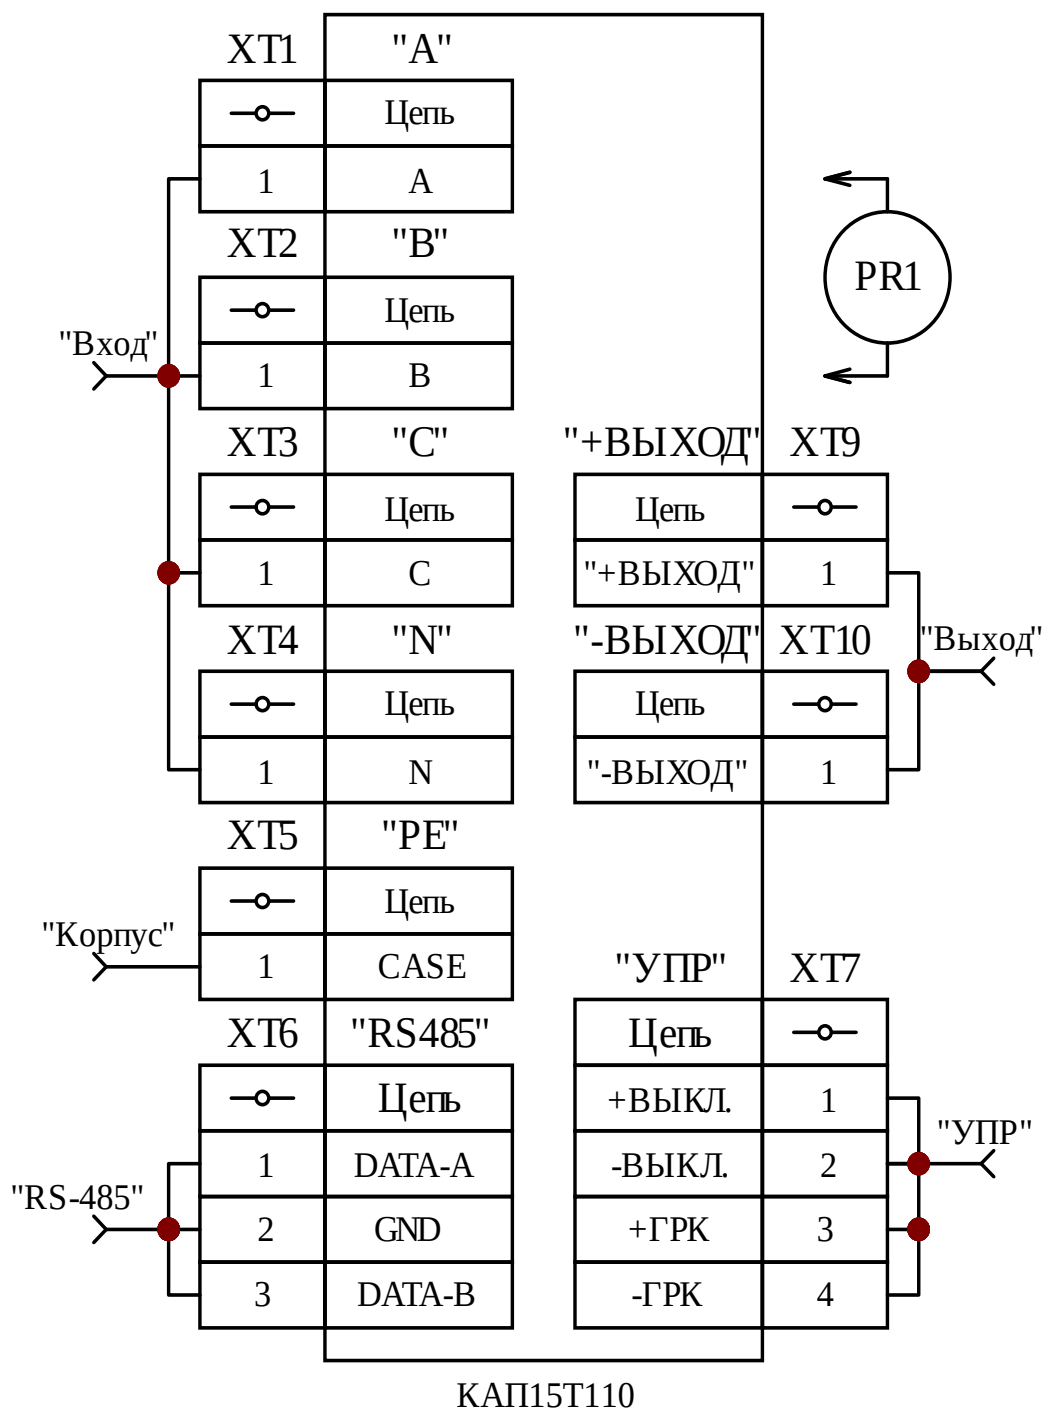 XT1 "A"
Цепь
1 A
XT2 "B"
Цепь
"Вход"
1 B
XT3 "C"
Цепь
1 C
XT4 "N"
Цепь
1 N
XT5 "PE"
Цепь
"Корпус"
1 CASE
XT6 "RS485"
Цепь
1 DATA-A
"RS-485"
2 GND
3 DATA-B
PR1
"+ВЫХОД" XT9
Цепь
"+ВЫХОД" 1
"-ВЫХОД" XT10
"Выход"
Цепь
"-ВЫХОД" 1
"УПР" XT7
Цепь
+ВЫКЛ. 1
"УПР"
-ВЫКЛ. 2
+ГРК 3
-ГРК 4
КАП15Т110